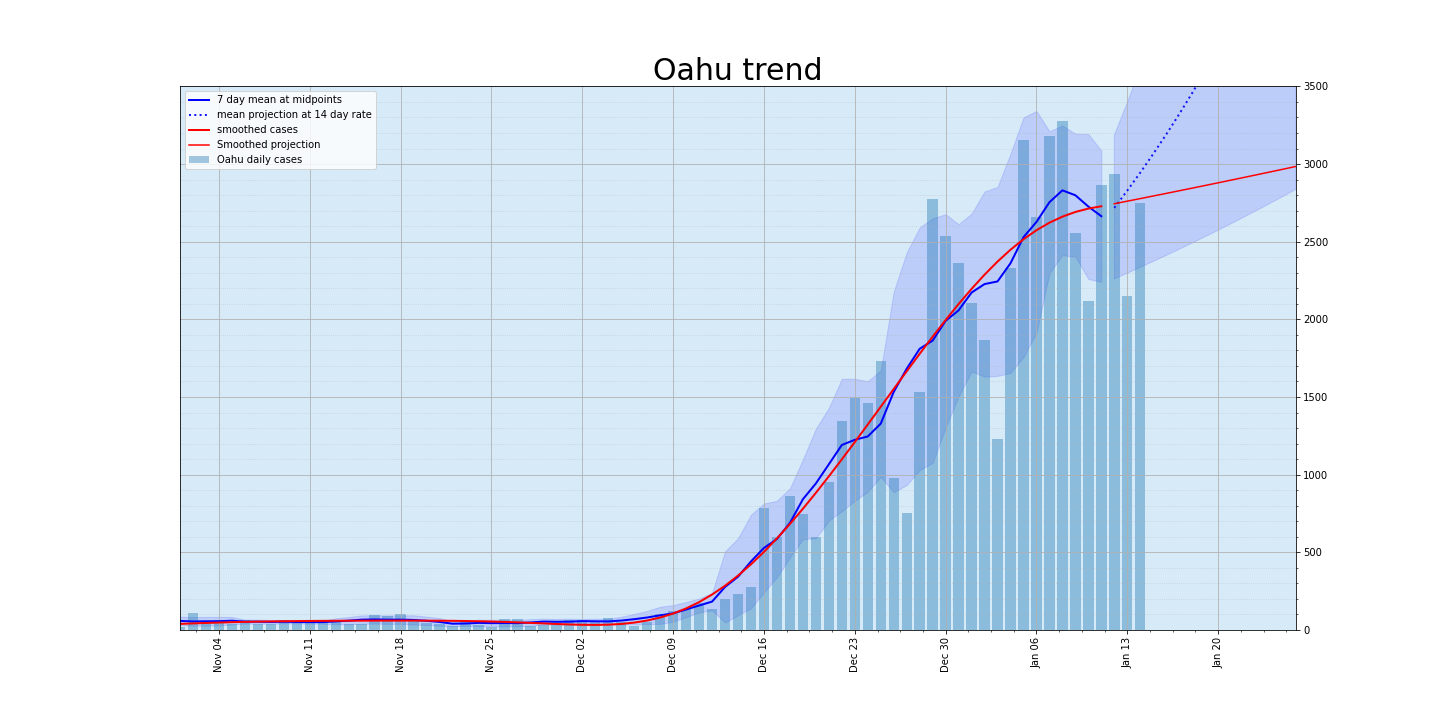 Oahu trend
7 day mean at midpoints
mean projection at 14 day rate
smoothed cases
Smoothed projection
Oahu daily cases
3500
3000
2500
2000
1500
1000
500
0
Nov 04
Nov 11
Nov 18
Nov 25
Dec 02
Dec 09
Dec 16
Dec 23
Dec 30
Jan 06
Jan 13
Jan 20